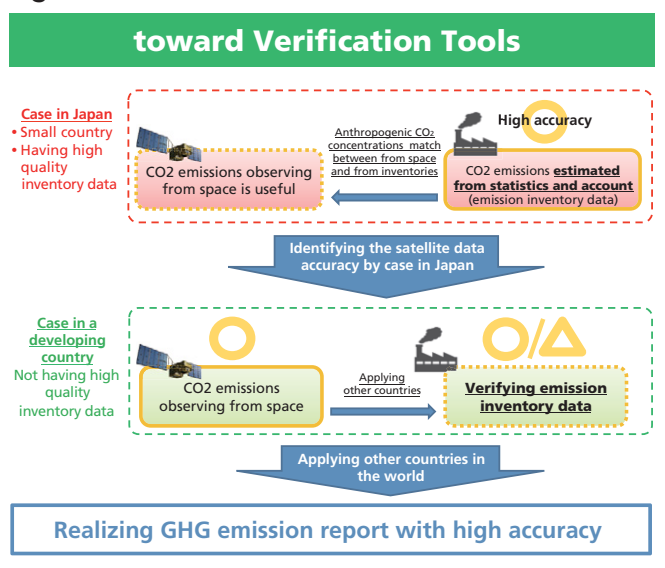 toward Verification Tools
Case in Japan
• Small country
• Having high
quality
inventory data
Anthropogenic CO₂
concentrations match
between from space
and from inventories
High accuracy
CO2 emissions observing
from space is useful
CO2 emissions estimated
from statistics and account
(emission inventory data)
Identifying the satellite data
accuracy by case in Japan
Case in a
developing
country
Not having high
quality
inventory data
CO2 emissions
observing from space
Applying
other countries
Verifying emission
inventory data
Applying other countries in
the world
Realizing GHG emission report with high accuracy